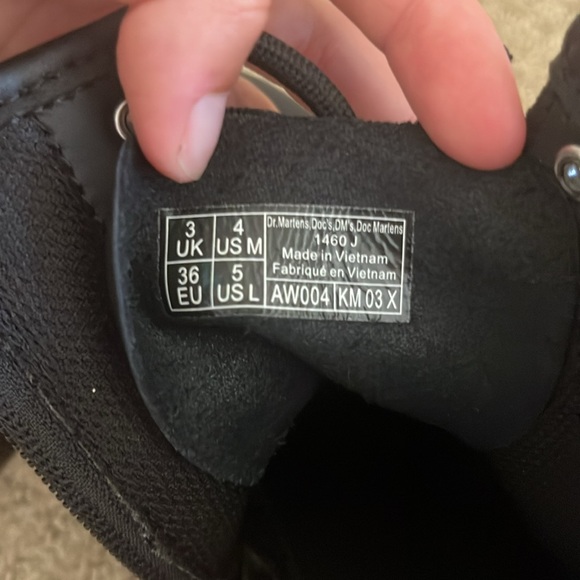 3 UK
4 US M
36 EU
5 US L
Dr.Martens,Doc's,DM's,Doc Martens
1460 J
Made in Vietnam
Fabriqué en Vietnam
AW004 KM 03 X